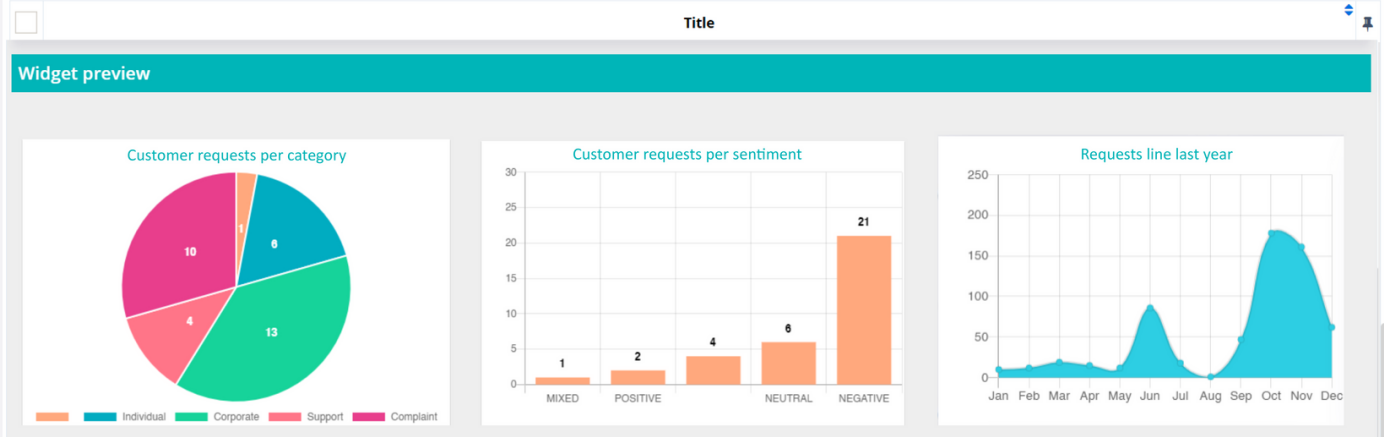 Title
Widget preview
Customer requests per category
1
6
10
4
13
Individual Corporate Support Complaint
Customer requests per sentiment
30
25
20
15
10
5
0
1
2
4
6
21
MIXED POSITIVE NEUTRAL NEGATIVE
Requests line last year
250
200
150
100
50
0
Jan Feb Mar Apr May Jun Jul Aug Sep Oct Nov Dec